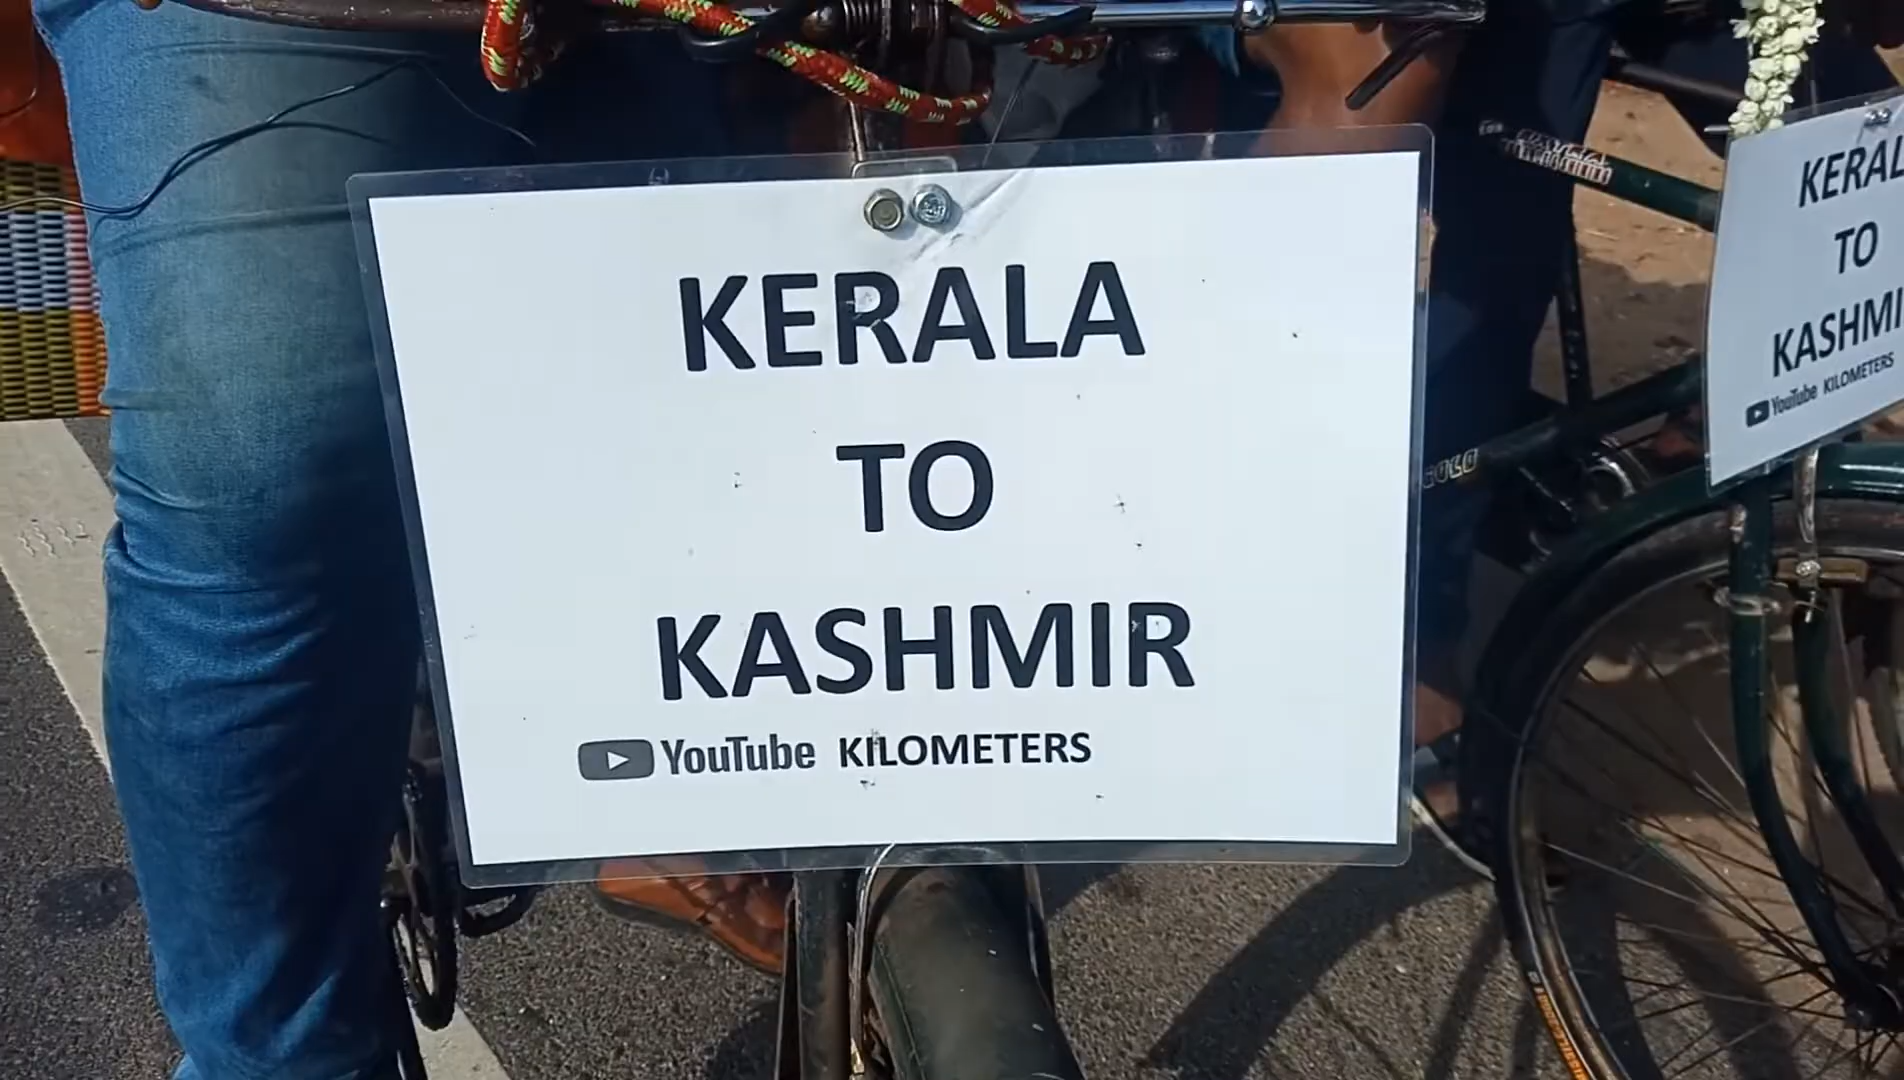 KERALA
TO
KASHMIR
YouTube KILOMETERS
KERAL
TO
KASHMI
YouTube KILOMETERS